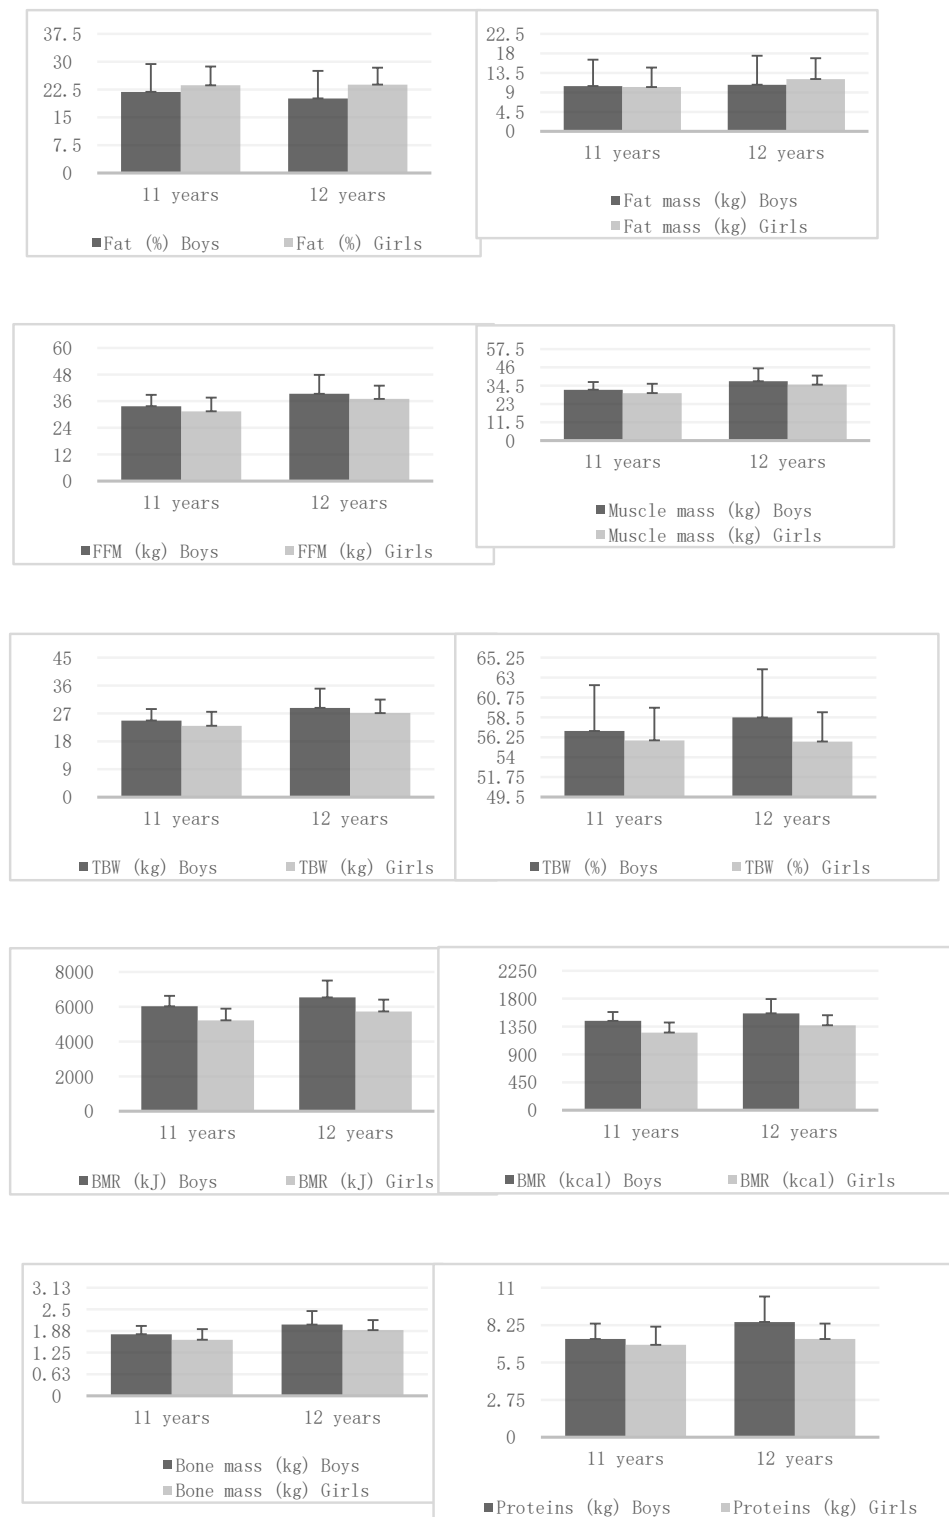 37.5
30
22.5
15
7.5
0
11 years 12 years
Fat (%) Boys Fat (%) Girls
22.5
18
13.5
9
4.5
0
11 years 12 years
Fat mass (kg) Boys
Fat mass (kg) Girls
60
48
36
24
12
0
11 years 12 years
FFM (kg) Boys FFM (kg) Girls
57.5
46
34.5
23
11.5
0
11 years 12 years
Muscle mass (kg) Boys
Muscle mass (kg) Girls
45
36
27
18
9
0
11 years 12 years
TBW (kg) Boys TBW (kg) Girls
65.25
63
60.75
58.5
56.25
54
51.75
49.5
11 years 12 years
TBW (%) Boys TBW (%) Girls
8000
6000
4000
2000
0
11 years 12 years
BMR (kJ) Boys BMR (kJ) Girls
2250
1800
1350
900
450
0
11 years 12 years
BMR (kcal) Boys BMR (kcal) Girls
3.13
2.5
1.88
1.25
0.63
0
11 years 12 years
Bone mass (kg) Boys
Bone mass (kg) Girls
11
8.25
5.5
2.75
0
11 years 12 years
Proteins (kg) Boys Proteins (kg) Girls